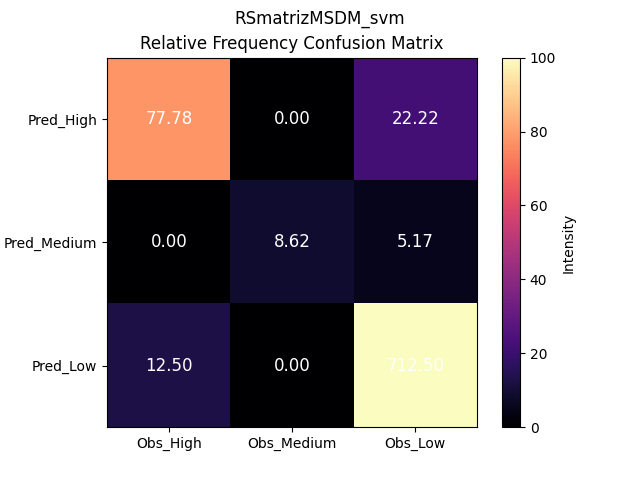 RSmatrizMSDM_svm
Relative Frequency Confusion Matrix
Pred_High
77.78 0.00 22.22
Pred_Medium
0.00 8.62 5.17
Pred_Low
12.50 0.00 712.50
Obs_High Obs_Medium Obs_Low
100
80
60
40
20
0
Intensity